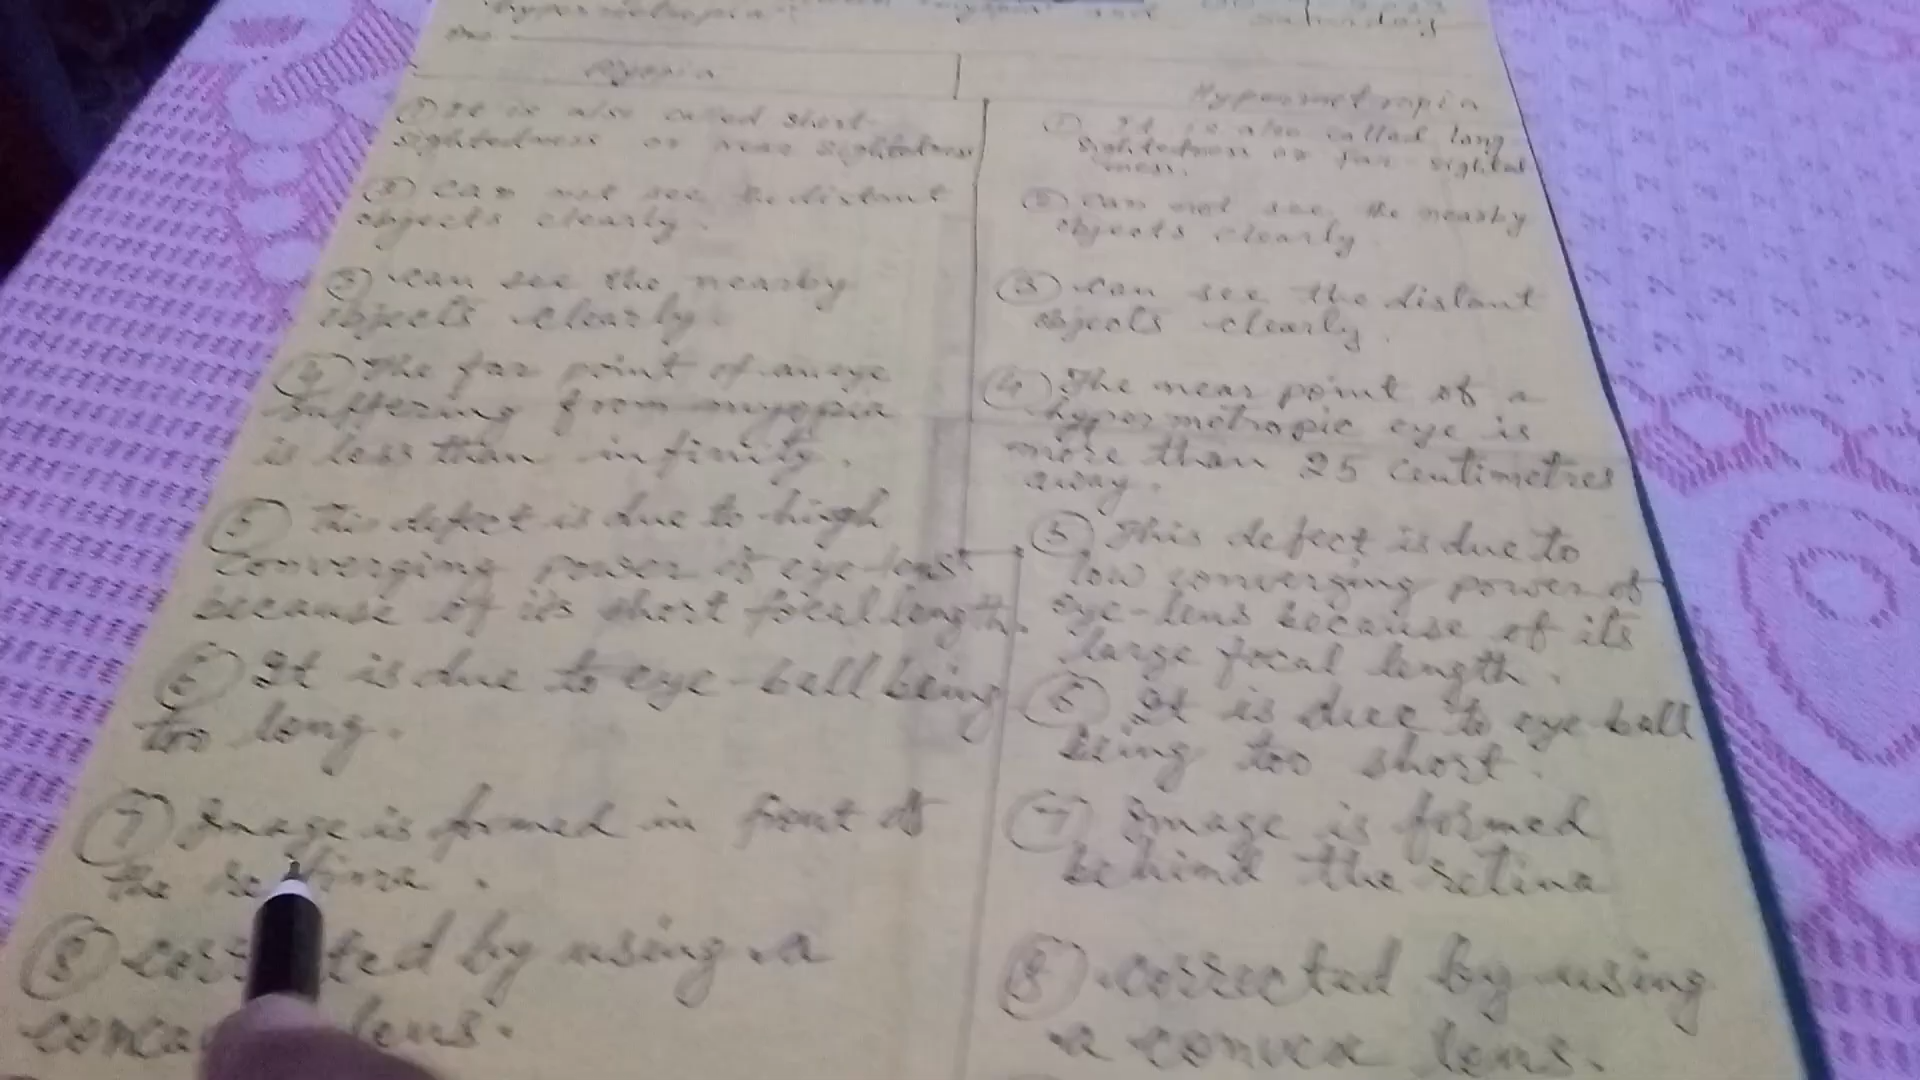 hypermetropia. and Saturday
Myopia
① It is also called short-
sightedness or near sightedness
② can not see the distant
objects clearly.
③ can see the nearby
objects clearly.
④ The far point of an eye
suffering from myopia
is less than infinity.
⑤ This defect is due to high
converging power of eye-lens
because of its short focal length.
⑥ It is due to eye-ball being
too long.
⑦ Image is formed in front of
the retina.
⑧ corrected by using a
concave lens.
Hypermetropia
① It is also called long-
sightedness or far-sighted
ness.
② can not see the nearby
objects clearly
③ can see the distant
objects clearly.
④ The near point of a
hypermetropic eye is
more than 25 centimetres
away.
⑤ This defect is due to
low converging power of
eye-lens because of its
large focal length.
⑥ It is due to eye-ball
being too short.
⑦ Image is formed
behind the retina
⑧ corrected by using
a convex lens.